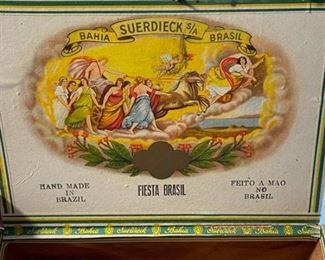 SUERDIECK S/A
BAHIA BRASIL
HAND MADE
IN
BRAZIL
FIESTA BRASIL
FEITO A MAO
NO
BRASIL
Suerdieck Bahia Suerdieck Bahia Suerdieck Bahia